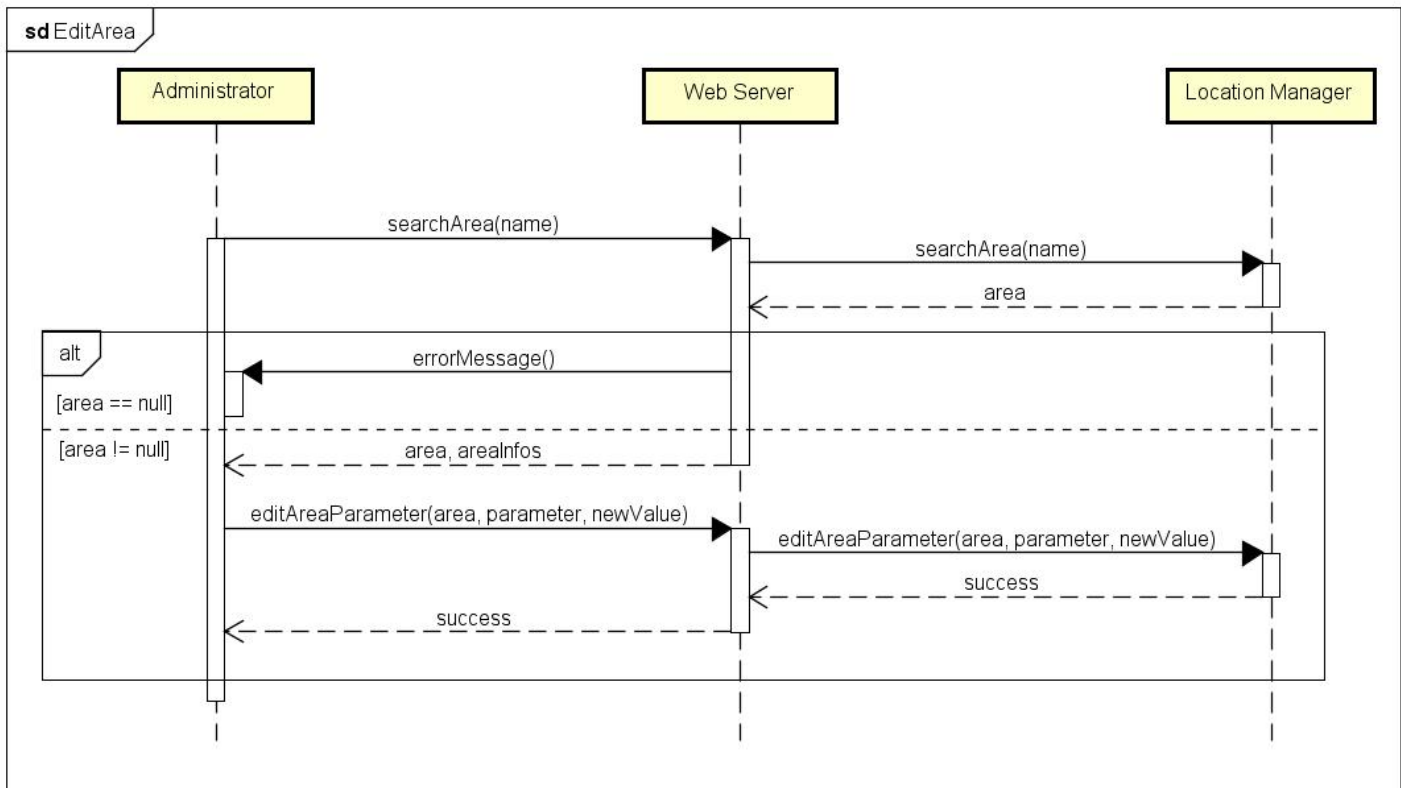 sd EditArea
Administrator
Web Server
Location Manager
searchArea(name)
searchArea(name)
area
alt
errorMessage()
[area == null]
[area != null]
area, areaInfos
editAreaParameter(area, parameter, newValue)
editAreaParameter(area, parameter, newValue)
success
success